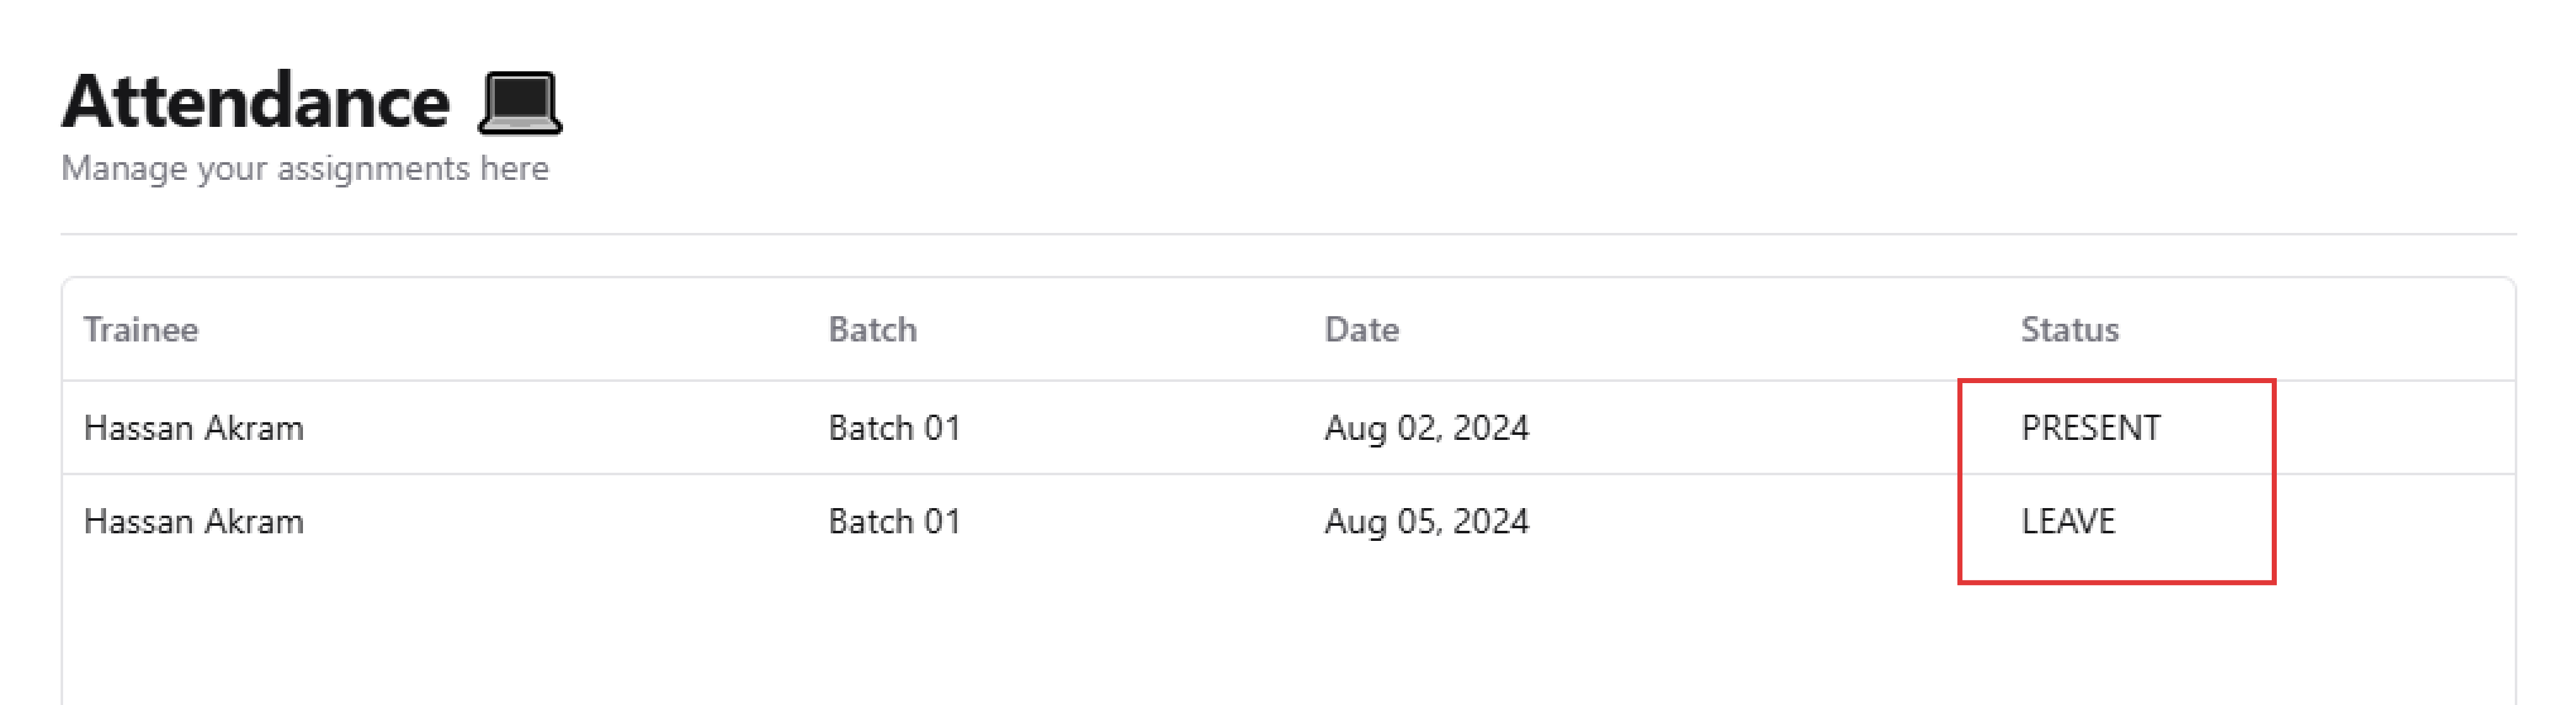 Attendance 💻
Manage your assignments here
Trainee Batch Date Status
Hassan Akram Batch 01 Aug 02, 2024 PRESENT
Hassan Akram Batch 01 Aug 05, 2024 LEAVE